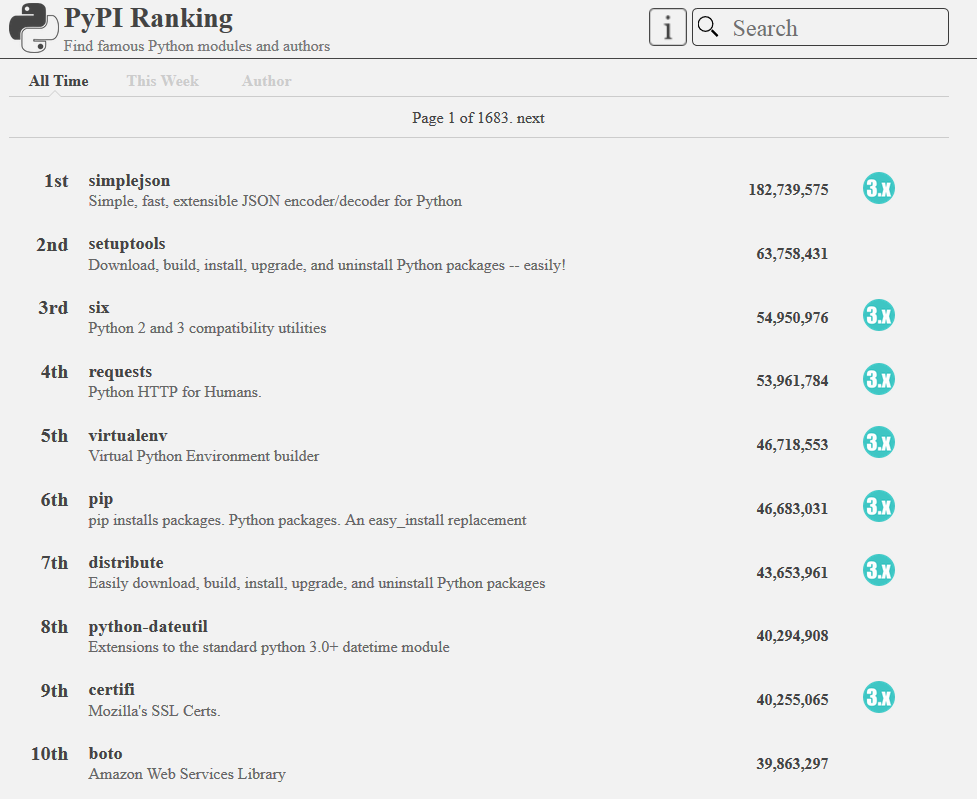 PyPI Ranking
Find famous Python modules and authors
i
Search
All Time This Week Author
Page 1 of 1683. next
1st simplejson
Simple, fast, extensible JSON encoder/decoder for Python
182,739,575 3.x
2nd setuptools
Download, build, install, upgrade, and uninstall Python packages -- easily!
63,758,431
3rd six
Python 2 and 3 compatibility utilities
54,950,976 3.x
4th requests
Python HTTP for Humans.
53,961,784 3.x
5th virtualenv
Virtual Python Environment builder
46,718,553 3.x
6th pip
pip installs packages. Python packages. An easy_install replacement
46,683,031 3.x
7th distribute
Easily download, build, install, upgrade, and uninstall Python packages
43,653,961 3.x
8th python-dateutil
Extensions to the standard python 3.0+ datetime module
40,294,908
9th certifi
Mozilla's SSL Certs.
40,255,065 3.x
10th boto
Amazon Web Services Library
39,863,297